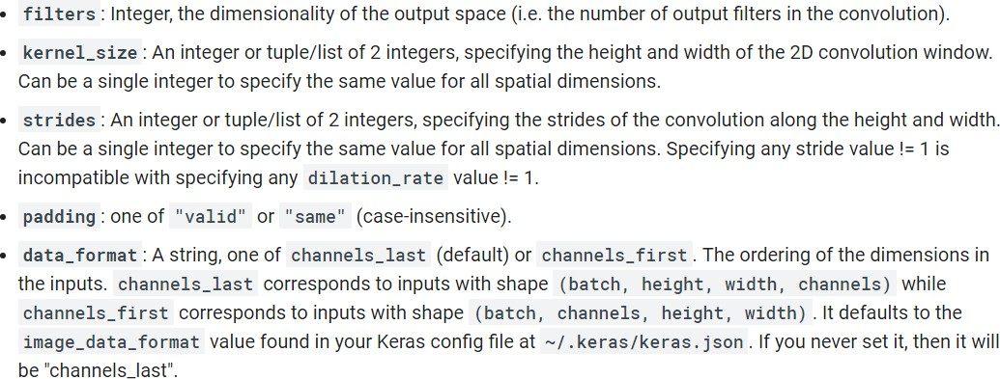 • filters: Integer, the dimensionality of the output space (i.e. the number of output filters in the convolution).
• kernel_size: An integer or tuple/list of 2 integers, specifying the height and width of the 2D convolution window.
Can be a single integer to specify the same value for all spatial dimensions.
• strides: An integer or tuple/list of 2 integers, specifying the strides of the convolution along the height and width.
Can be a single integer to specify the same value for all spatial dimensions. Specifying any stride value != 1 is
incompatible with specifying any dilation_rate value != 1.
• padding: one of "valid" or "same" (case-insensitive).
• data_format: A string, one of channels_last (default) or channels_first. The ordering of the dimensions in
the inputs. channels_last corresponds to inputs with shape (batch, height, width, channels) while
channels_first corresponds to inputs with shape (batch, channels, height, width). It defaults to the
image_data_format value found in your Keras config file at ~/.keras/keras.json. If you never set it, then it will
be "channels_last".